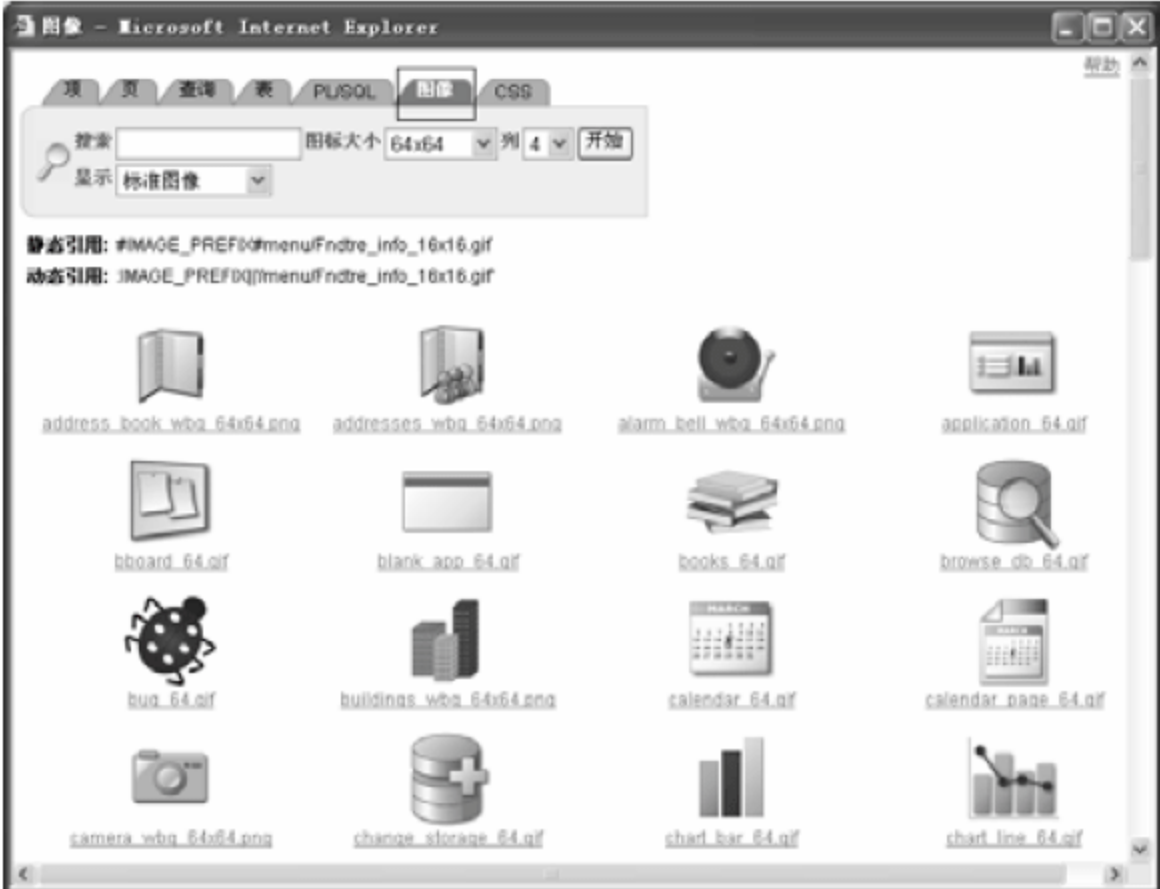 图像 - Microsoft Internet Explorer
帮助
项 页 查询 表 PL/SQL 图像 CSS
搜索 图标大小 64x64 列 4 开始
显示 标准图像
静态引用: #IMAGE_PREFIX#menu/Fndtre_info_16x16.gif
动态引用: :IMAGE_PREFIX||'/menu/Fndtre_info_16x16.gif'
address_book_wbg_64x64.png addresses_wbg_64x64.png alarm_bell_wbg_64x64.png application_64.gif
bboard_64.gif blank_app_64.gif books_64.gif browse_db_64.gif
MARCH
MARCH
bug_64.gif buildings_wbg_64x64.png calendar_64.gif calendar_page_64.gif
camera_wbg_64x64.png change_storage_64.gif chart_bar_64.gif chart_line_64.gif